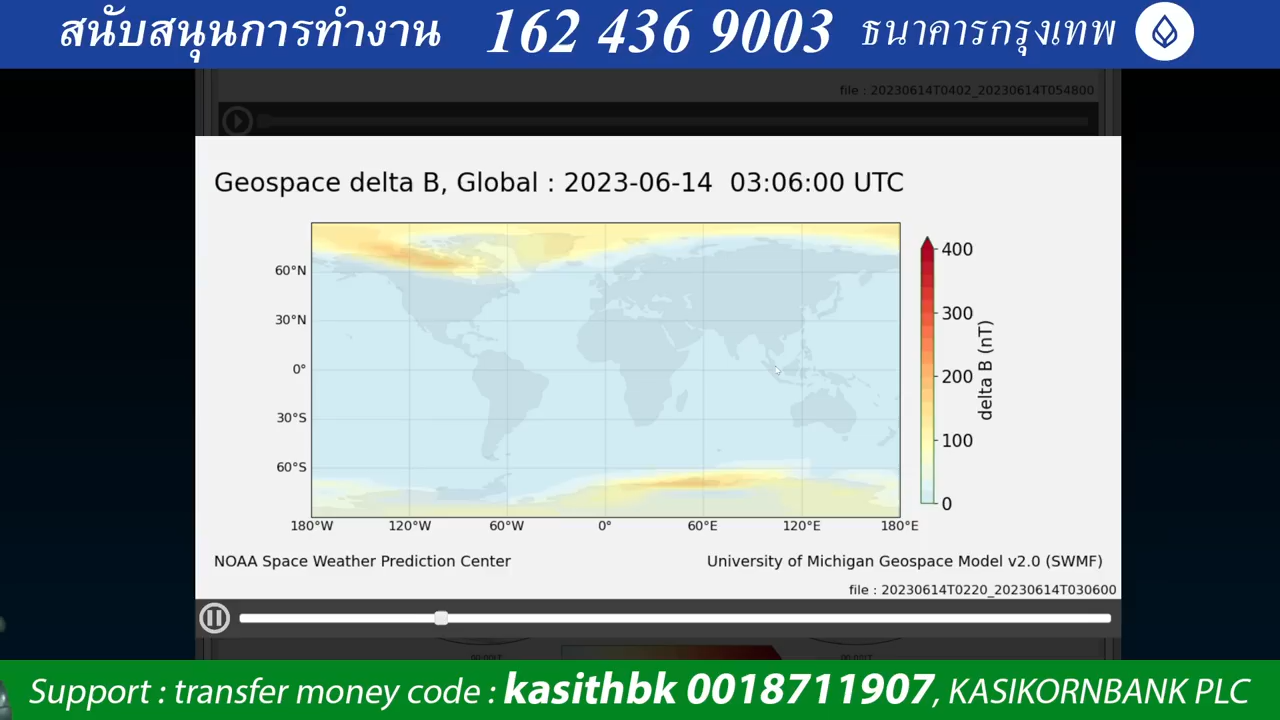 สนับสนุนการทำงาน 162 436 9003 ธนาคารกรุงเทพ
file : 20230614T0402_20230614T054800
Geospace delta B, Global : 2023-06-14 03:06:00 UTC
400
60°N
300
30°N
0°
200
delta B (nT)
30°S
100
60°S
0
180°W 120°W 60°W 0° 60°E 120°E 180°E
NOAA Space Weather Prediction Center University of Michigan Geospace Model v2.0 (SWMF)
file : 20230614T0220_20230614T030600
Support : transfer money code : kasithbk 0018711907, KASIKORNBANK PLC